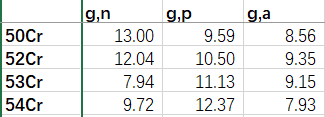 g,n g,p g,a
50Cr 13.00 9.59 8.56
52Cr 12.04 10.50 9.35
53Cr 7.94 11.13 9.15
54Cr 9.72 12.37 7.93